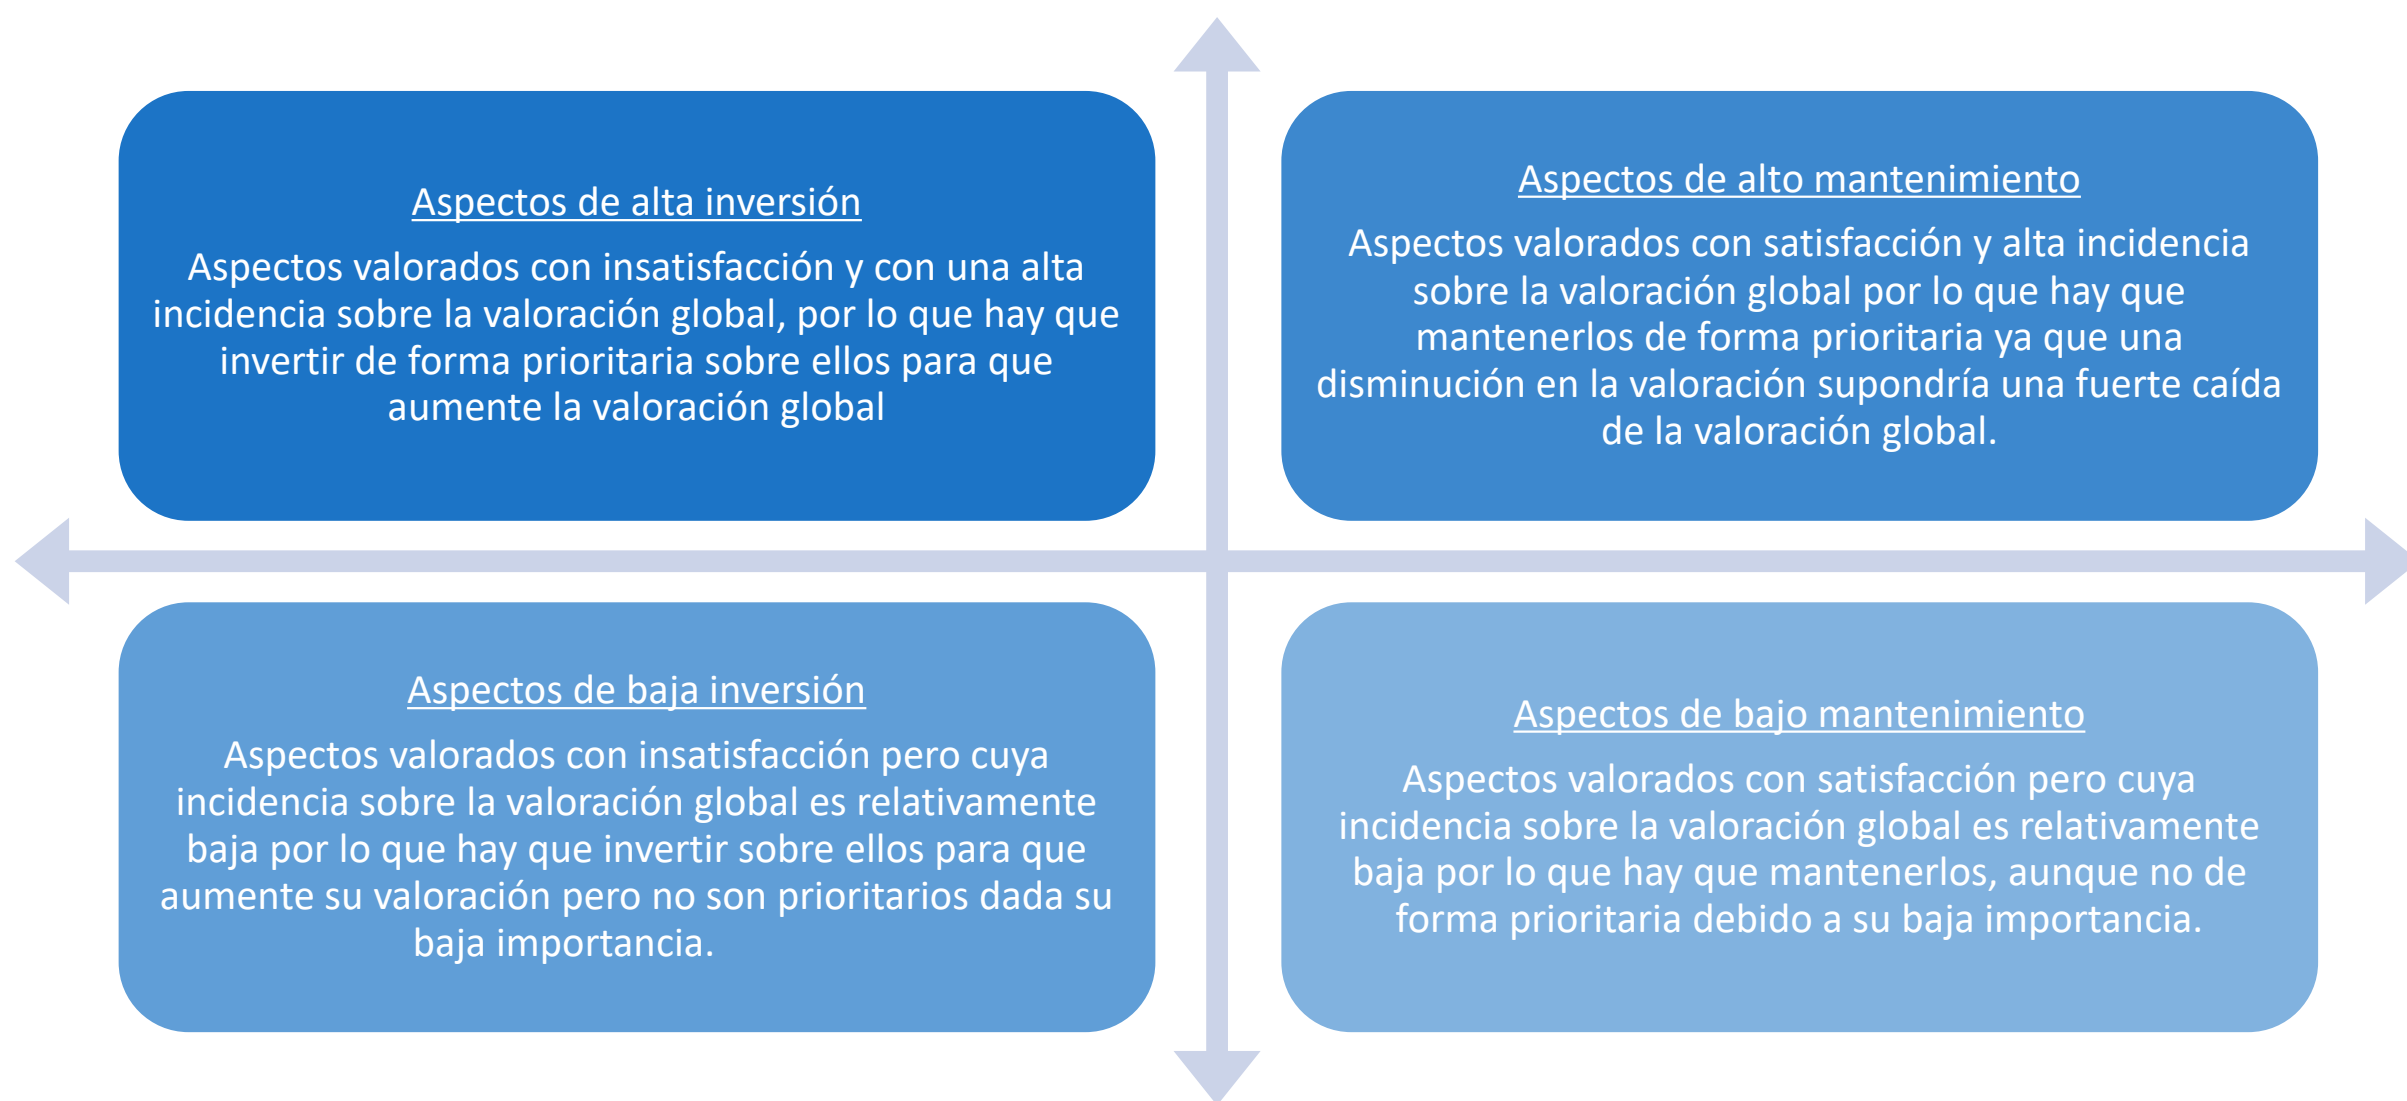 Aspectos de alta inversión
Aspectos valorados con insatisfacción y con una alta
incidencia sobre la valoración global, por lo que hay que
invertir de forma prioritaria sobre ellos para que
aumente la valoración global
Aspectos de alto mantenimiento
Aspectos valorados con satisfacción y alta incidencia
sobre la valoración global por lo que hay que
mantenerlos de forma prioritaria ya que una
disminución en la valoración supondría una fuerte caída
de la valoración global.
Aspectos de baja inversión
Aspectos valorados con insatisfacción pero cuya
incidencia sobre la valoración global es relativamente
baja por lo que hay que invertir sobre ellos para que
aumente su valoración pero no son prioritarios dada su
baja importancia.
Aspectos de bajo mantenimiento
Aspectos valorados con satisfacción pero cuya
incidencia sobre la valoración global es relativamente
baja por lo que hay que mantenerlos, aunque no de
forma prioritaria debido a su baja importancia.